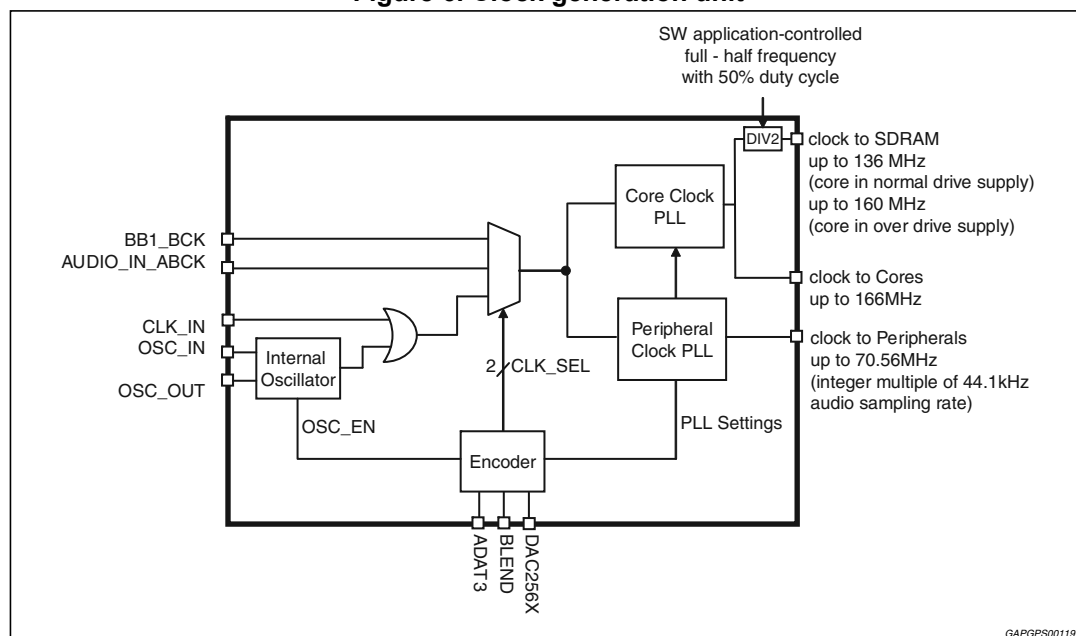 SW application-controlled
full - half frequency
with 50% duty cycle
DIV2
clock to SDRAM
up to 136 MHz
(core in normal drive supply)
up to 160 MHz
(core in over drive supply)
Core Clock
PLL
BB1_BCK
AUDIO_IN_ABCK
clock to Cores
up to 166MHz
CLK_IN
OSC_IN
OSC_OUT
Internal
Oscillator
Peripheral
Clock PLL
clock to Peripherals
up to 70.56MHz
(integer multiple of 44.1kHz
audio sampling rate)
2
CLK_SEL
OSC_EN
PLL Settings
Encoder
ADAT3
BLEND
DAC256X
GAPGPS00119